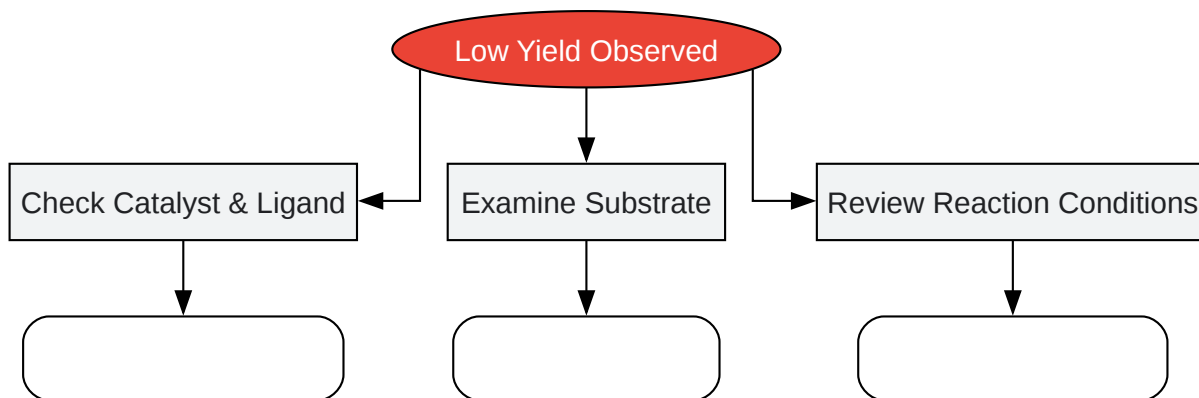 Low Yield Observed
Check Catalyst & Ligand
Examine Substrate
Review Reaction Conditions